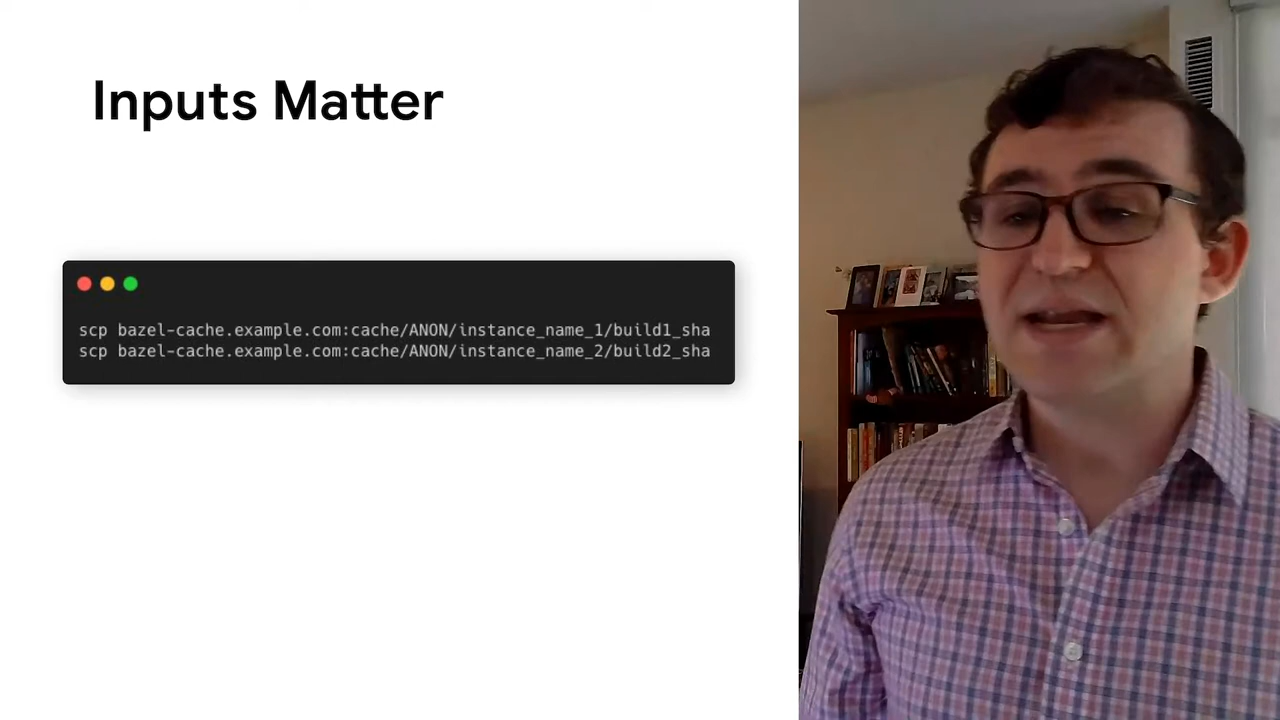 Inputs Matter
scp bazel-cache.example.com:cache/ANON/instance_name_1/build1_sha
scp bazel-cache.example.com:cache/ANON/instance_name_2/build2_sha